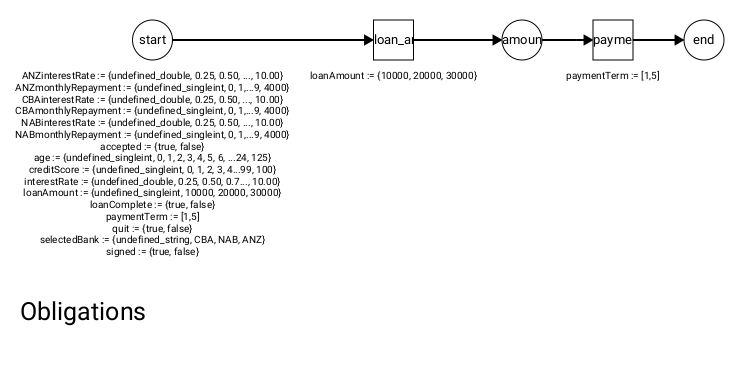 start
loan_ar
amoun
payme
end
ANZinterestRate := {undefined_double, 0.25, 0.50, ..., 10.00}
ANZmonthlyRepayment := {undefined_singleint, 0, 1,...9, 4000}
CBAinterestRate := {undefined_double, 0.25, 0.50, ..., 10.00}
CBAmonthlyRepayment := {undefined_singleint, 0, 1,...9, 4000}
NABinterestRate := {undefined_double, 0.25, 0.50, ..., 10.00}
NABmonthlyRepayment := {undefined_singleint, 0, 1,...9, 4000}
accepted := {true, false}
age := {undefined_singleint, 0, 1, 2, 3, 4, 5, 6, ...24, 125}
creditScore := {undefined_singleint, 0, 1, 2, 3, 4...99, 100}
interestRate := {undefined_double, 0.25, 0.50, 0.7..., 10.00}
loanAmount := {undefined_singleint, 10000, 20000, 30000}
loanComplete := {true, false}
paymentTerm := [1,5]
quit := {true, false}
selectedBank := {undefined_string, CBA, NAB, ANZ}
signed := {true, false}
loanAmount := {10000, 20000, 30000}
paymentTerm := [1,5]
Obligations